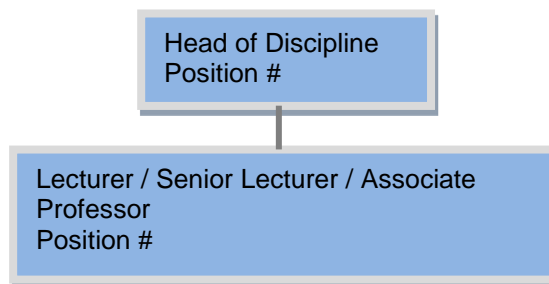 Head of Discipline
Position #
Lecturer / Senior Lecturer / Associate
Professor
Position #